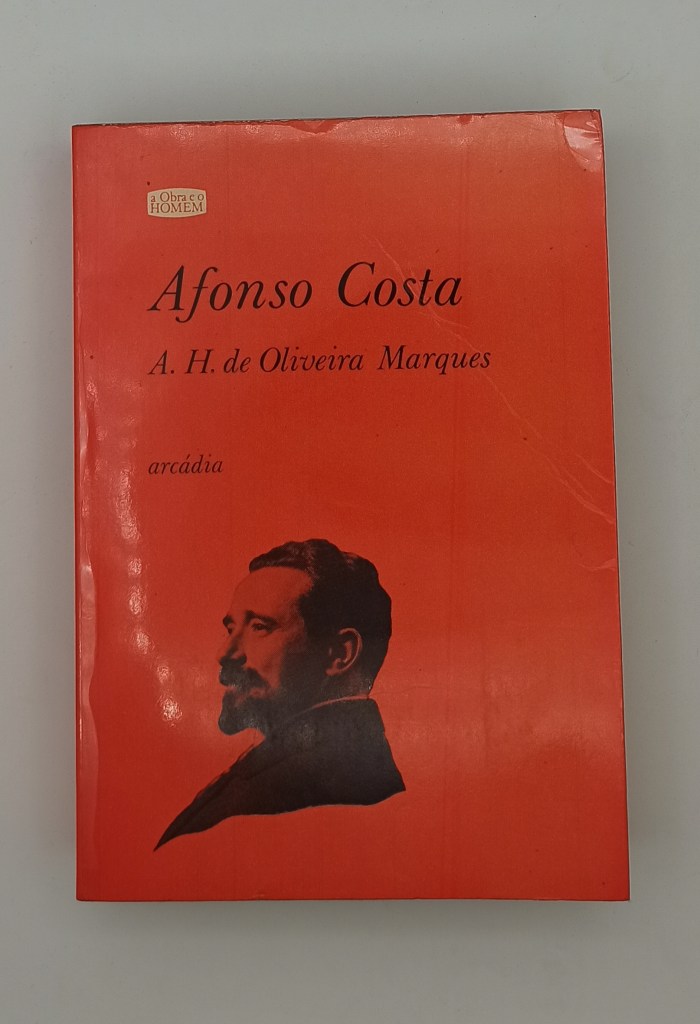 a Obra e o
HOMEM
Afonso Costa
A. H. de Oliveira Marques
arcádia